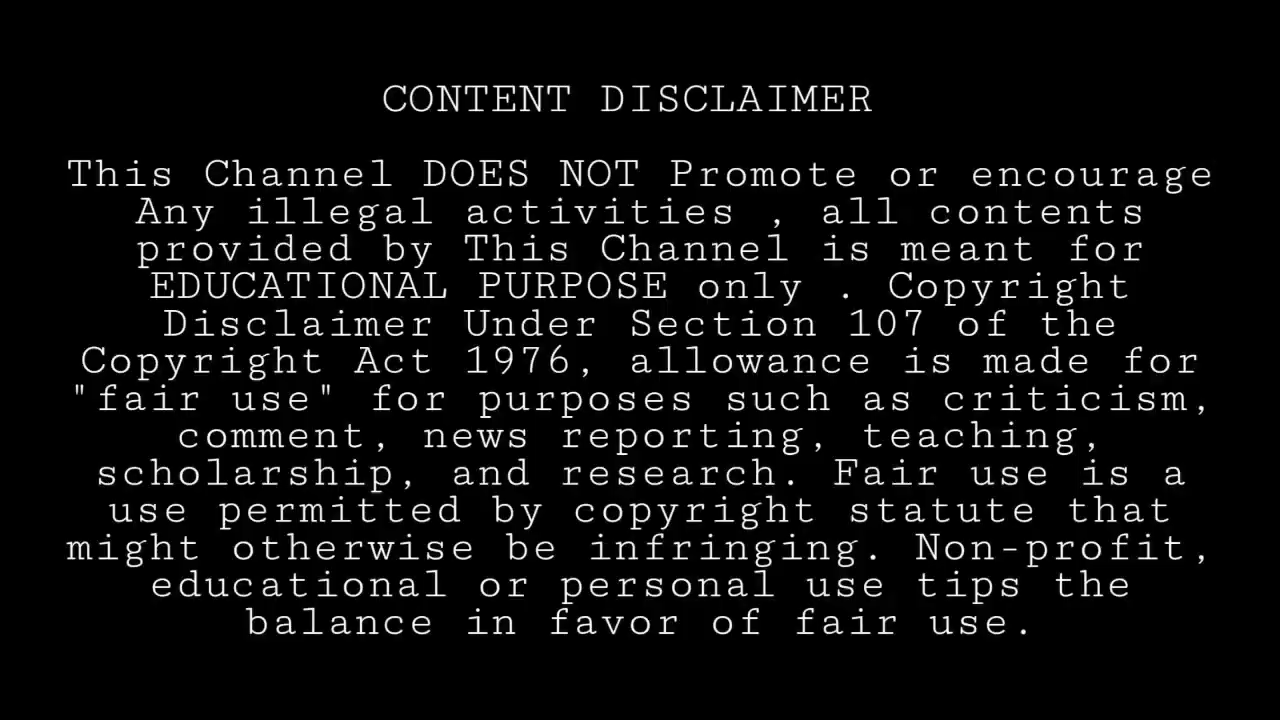 CONTENT DISCLAIMER
This Channel DOES NOT Promote or encourage
Any illegal activities , all contents
provided by This Channel is meant for
EDUCATIONAL PURPOSE only . Copyright
Disclaimer Under Section 107 of the
Copyright Act 1976, allowance is made for
"fair use" for purposes such as criticism,
comment, news reporting, teaching,
scholarship, and research. Fair use is a
use permitted by copyright statute that
might otherwise be infringing. Non-profit,
educational or personal use tips the
balance in favor of fair use.